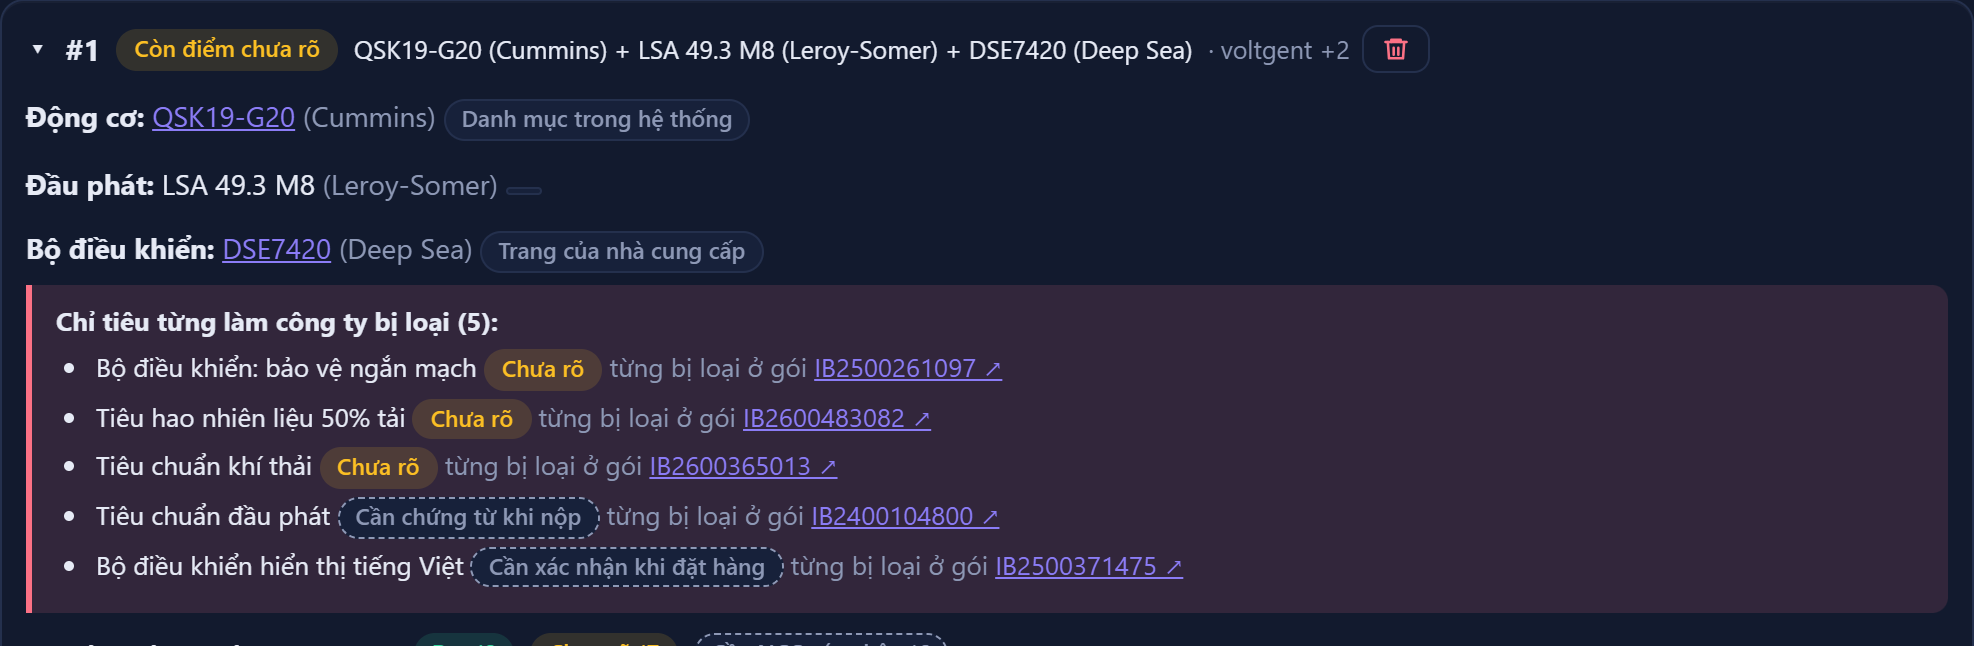 ▼ #1 Còn điểm chưa rõ QSK19-G20 (Cummins) + LSA 49.3 M8 (Leroy-Somer) + DSE7420 (Deep Sea) · voltgent +2
Động cơ: QSK19-G20 (Cummins) Danh mục trong hệ thống
Đầu phát: LSA 49.3 M8 (Leroy-Somer)
Bộ điều khiển: DSE7420 (Deep Sea) Trang của nhà cung cấp
Chỉ tiêu từng làm công ty bị loại (5):
• Bộ điều khiển: bảo vệ ngắn mạch Chưa rõ từng bị loại ở gói IB2500261097 ↗
• Tiêu hao nhiên liệu 50% tải Chưa rõ từng bị loại ở gói IB2600483082 ↗
• Tiêu chuẩn khí thải Chưa rõ từng bị loại ở gói IB2600365013 ↗
• Tiêu chuẩn đầu phát Cần chứng từ khi nộp từng bị loại ở gói IB2400104800 ↗
• Bộ điều khiển hiển thị tiếng Việt Cần xác nhận khi đặt hàng từng bị loại ở gói IB2500371475 ↗